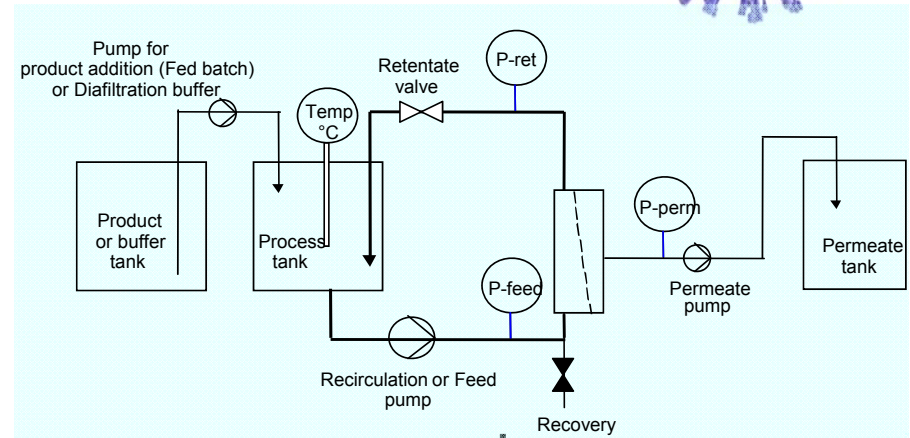 Pump for
product addition (Fed batch)
or Diafiltration buffer
Retentate
valve
P-ret
Temp
°C
Product
or buffer
tank
Process
tank
P-perm
Permeate
tank
P-feed
Permeate
pump
Recirculation or Feed
pump
Recovery